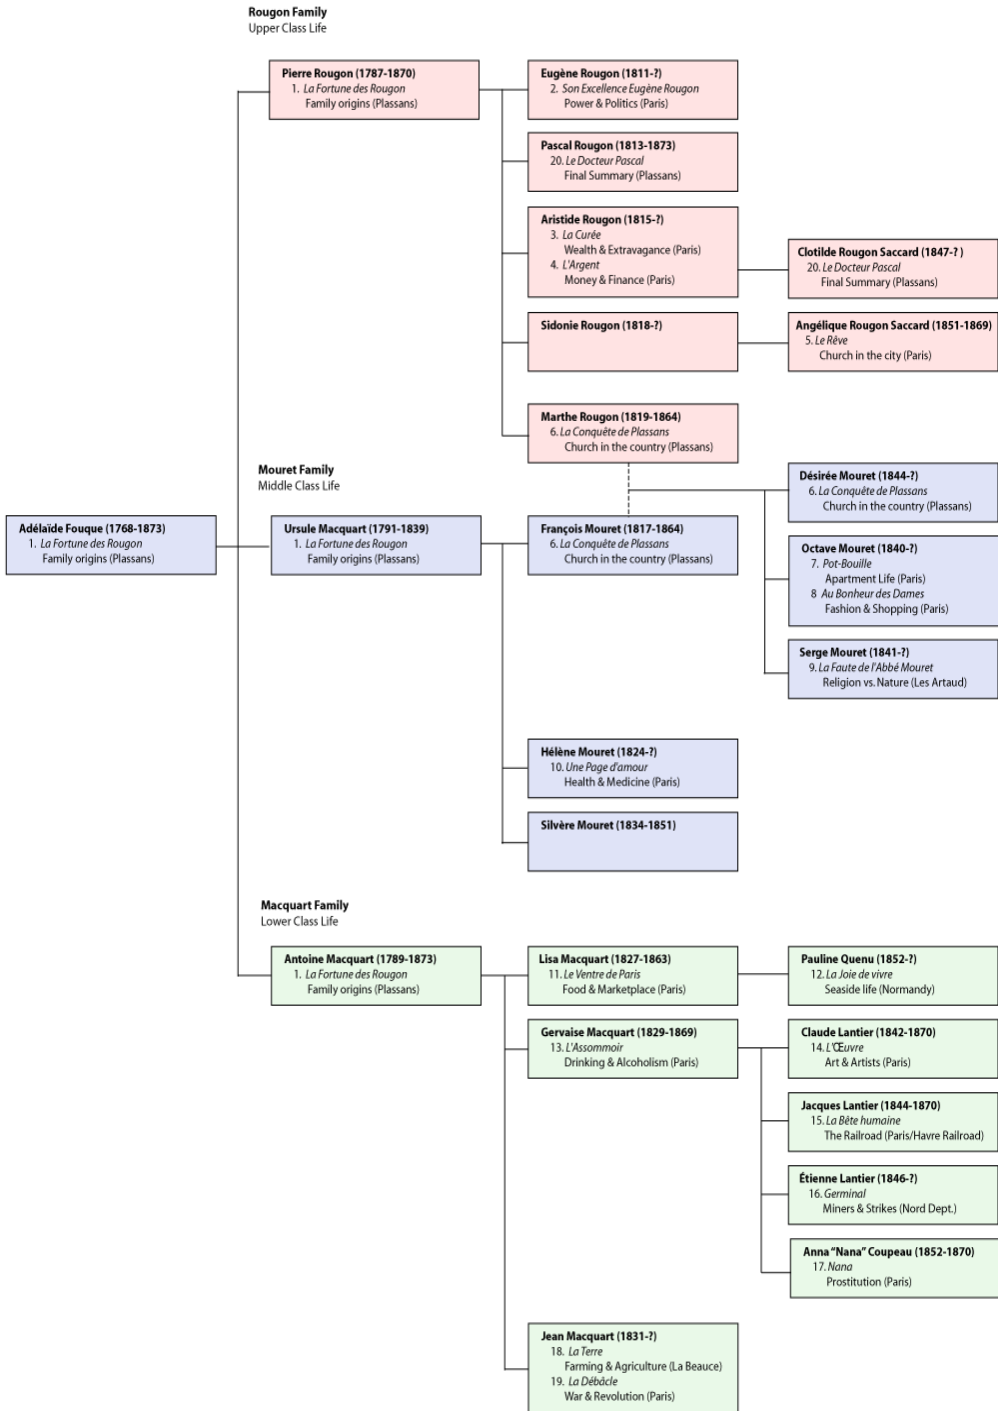 Rougon Family
Upper Class Life
Pierre Rougon (1787-1870)
1. La Fortune des Rougon
Family origins (Plassans)
Eugène Rougon (1811-?)
2. Son Excellence Eugène Rougon
Power & Politics (Paris)
Pascal Rougon (1813-1873)
20. Le Docteur Pascal
Final Summary (Plassans)
Aristide Rougon (1815-?)
3. La Curée
Wealth & Extravagance (Paris)
4. L'Argent
Money & Finance (Paris)
Clotilde Rougon Saccard (1847-? )
20. Le Docteur Pascal
Final Summary (Plassans)
Sidonie Rougon (1818-?)
Angélique Rougon Saccard (1851-1869)
5. Le Rêve
Church in the city (Paris)
Marthe Rougon (1819-1864)
6. La Conquête de Plassans
Church in the country (Plassans)
Mouret Family
Middle Class Life
Adélaïde Fouque (1768-1873)
1. La Fortune des Rougon
Family origins (Plassans)
Ursule Macquart (1791-1839)
1. La Fortune des Rougon
Family origins (Plassans)
François Mouret (1817-1864)
6. La Conquête de Plassans
Church in the country (Plassans)
Désirée Mouret (1844-?)
6. La Conquête de Plassans
Church in the country (Plassans)
Octave Mouret (1840-?)
7. Pot-Bouille
Apartment Life (Paris)
8 Au Bonheur des Dames
Fashion & Shopping (Paris)
Serge Mouret (1841-?)
9. La Faute de l'Abbé Mouret
Religion vs. Nature (Les Artaud)
Hélène Mouret (1824-?)
10. Une Page d'amour
Health & Medicine (Paris)
Silvère Mouret (1834-1851)
Macquart Family
Lower Class Life
Antoine Macquart (1789-1873)
1. La Fortune des Rougon
Family origins (Plassans)
Lisa Macquart (1827-1863)
11. Le Ventre de Paris
Food & Marketplace (Paris)
Pauline Quenu (1852-?)
12. La Joie de vivre
Seaside life (Normandy)
Gervaise Macquart (1829-1869)
13. L'Assommoir
Drinking & Alcoholism (Paris)
Claude Lantier (1842-1870)
14. L'Œuvre
Art & Artists (Paris)
Jacques Lantier (1844-1870)
15. La Bête humaine
The Railroad (Paris/Havre Railroad)
Étienne Lantier (1846-?)
16. Germinal
Miners & Strikes (Nord Dept.)
Anna "Nana" Coupeau (1852-1870)
17. Nana
Prostitution (Paris)
Jean Macquart (1831-?)
18. La Terre
Farming & Agriculture (La Beauce)
19. La Débâcle
War & Revolution (Paris)